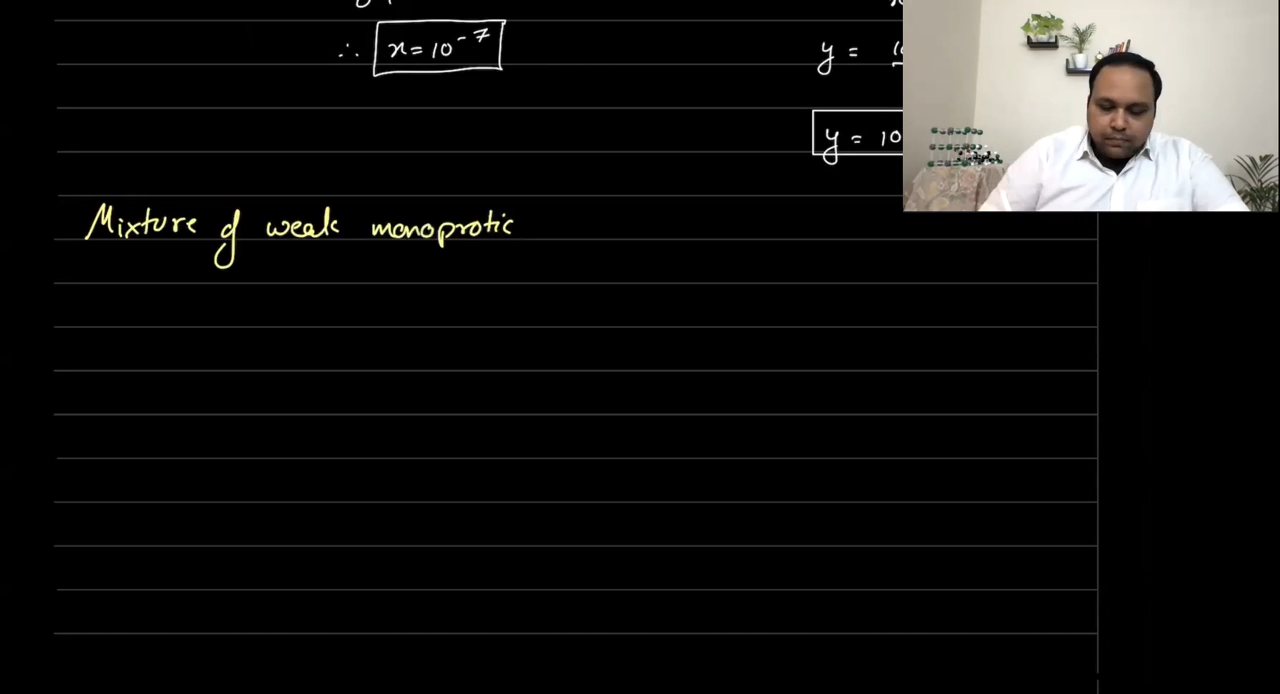 ∴ x = 10⁻⁷
y =
y = 10
Mixture of weak monoprotic